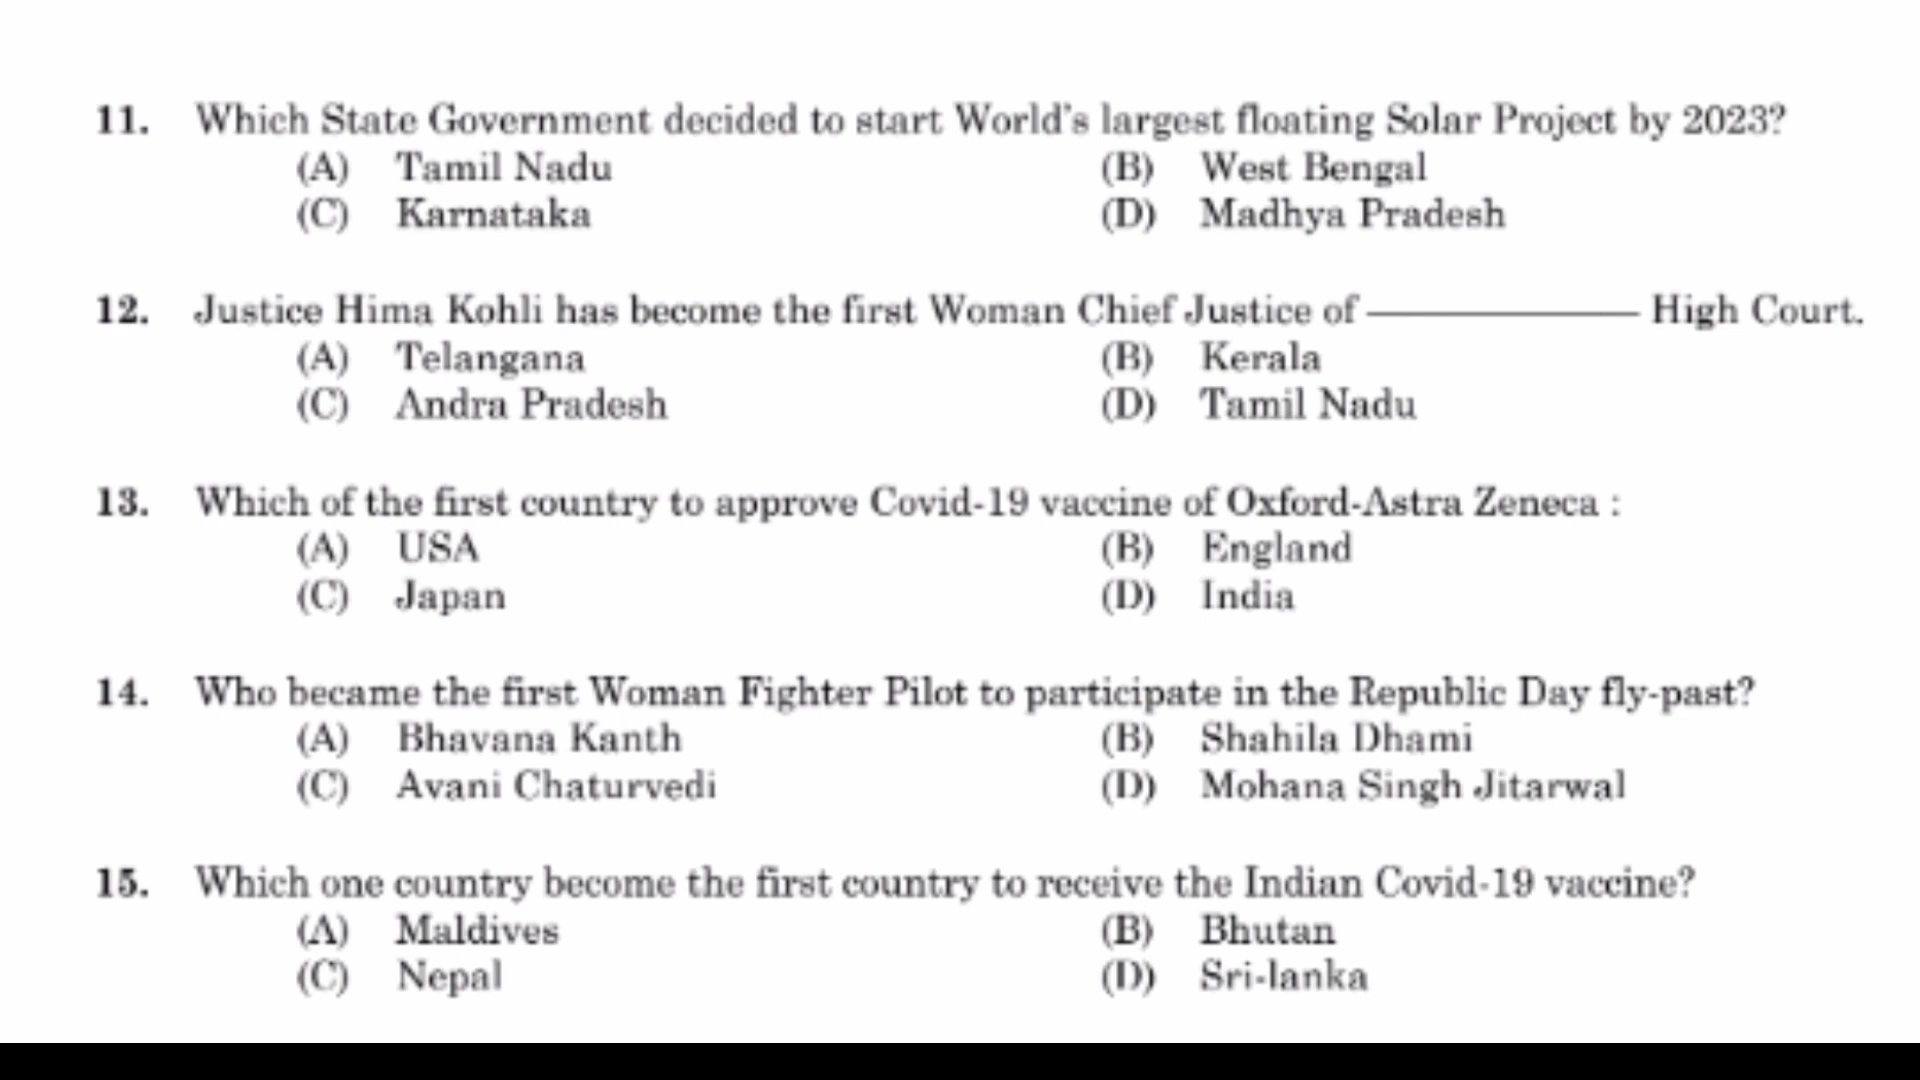 11. Which State Government decided to start World's largest floating Solar Project by 2023?
(A) Tamil Nadu (B) West Bengal
(C) Karnataka (D) Madhya Pradesh
12. Justice Hima Kohli has become the first Woman Chief Justice of ———————— High Court.
(A) Telangana (B) Kerala
(C) Andra Pradesh (D) Tamil Nadu
13. Which of the first country to approve Covid-19 vaccine of Oxford-Astra Zeneca :
(A) USA (B) England
(C) Japan (D) India
14. Who became the first Woman Fighter Pilot to participate in the Republic Day fly-past?
(A) Bhavana Kanth (B) Shahila Dhami
(C) Avani Chaturvedi (D) Mohana Singh Jitarwal
15. Which one country become the first country to receive the Indian Covid-19 vaccine?
(A) Maldives (B) Bhutan
(C) Nepal (D) Sri-lanka